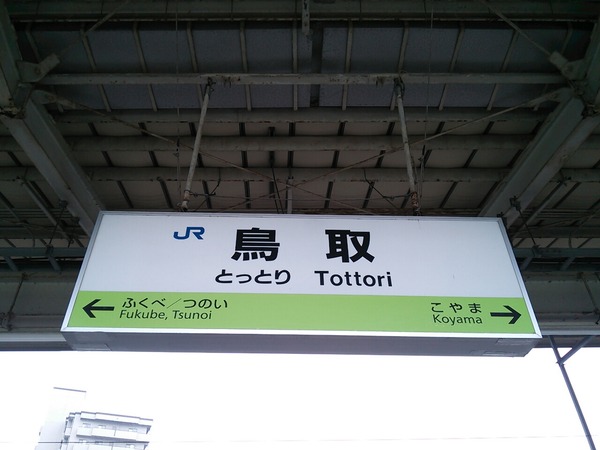 JR 鳥取
とっとり Tottori
← ふくべ/つのい
Fukube, Tsunoi
こやま →
Koyama